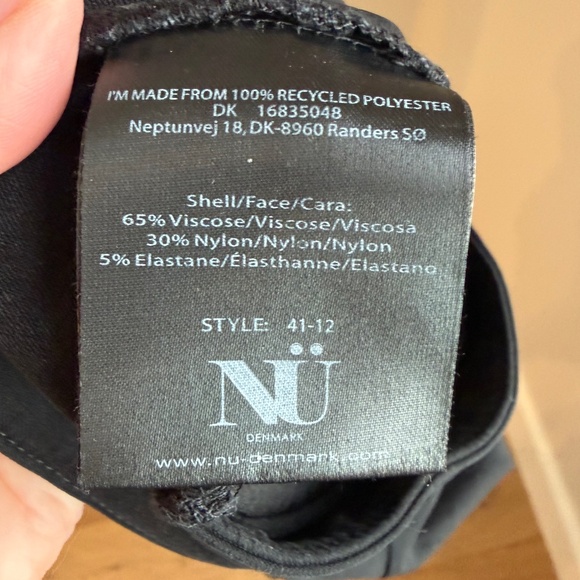 I'M MADE FROM 100% RECYCLED POLYESTER
DK 16835048
Neptunvej 18, DK-8960 Randers SØ
Shell/Face/Cara:
65% Viscose/Viscose/Viscosa
30% Nylon/Nylon/Nylon
5% Elastane/Élasthanne/Elastano
STYLE: 41-12
NÜ
DENMARK
www.nu-denmark.com